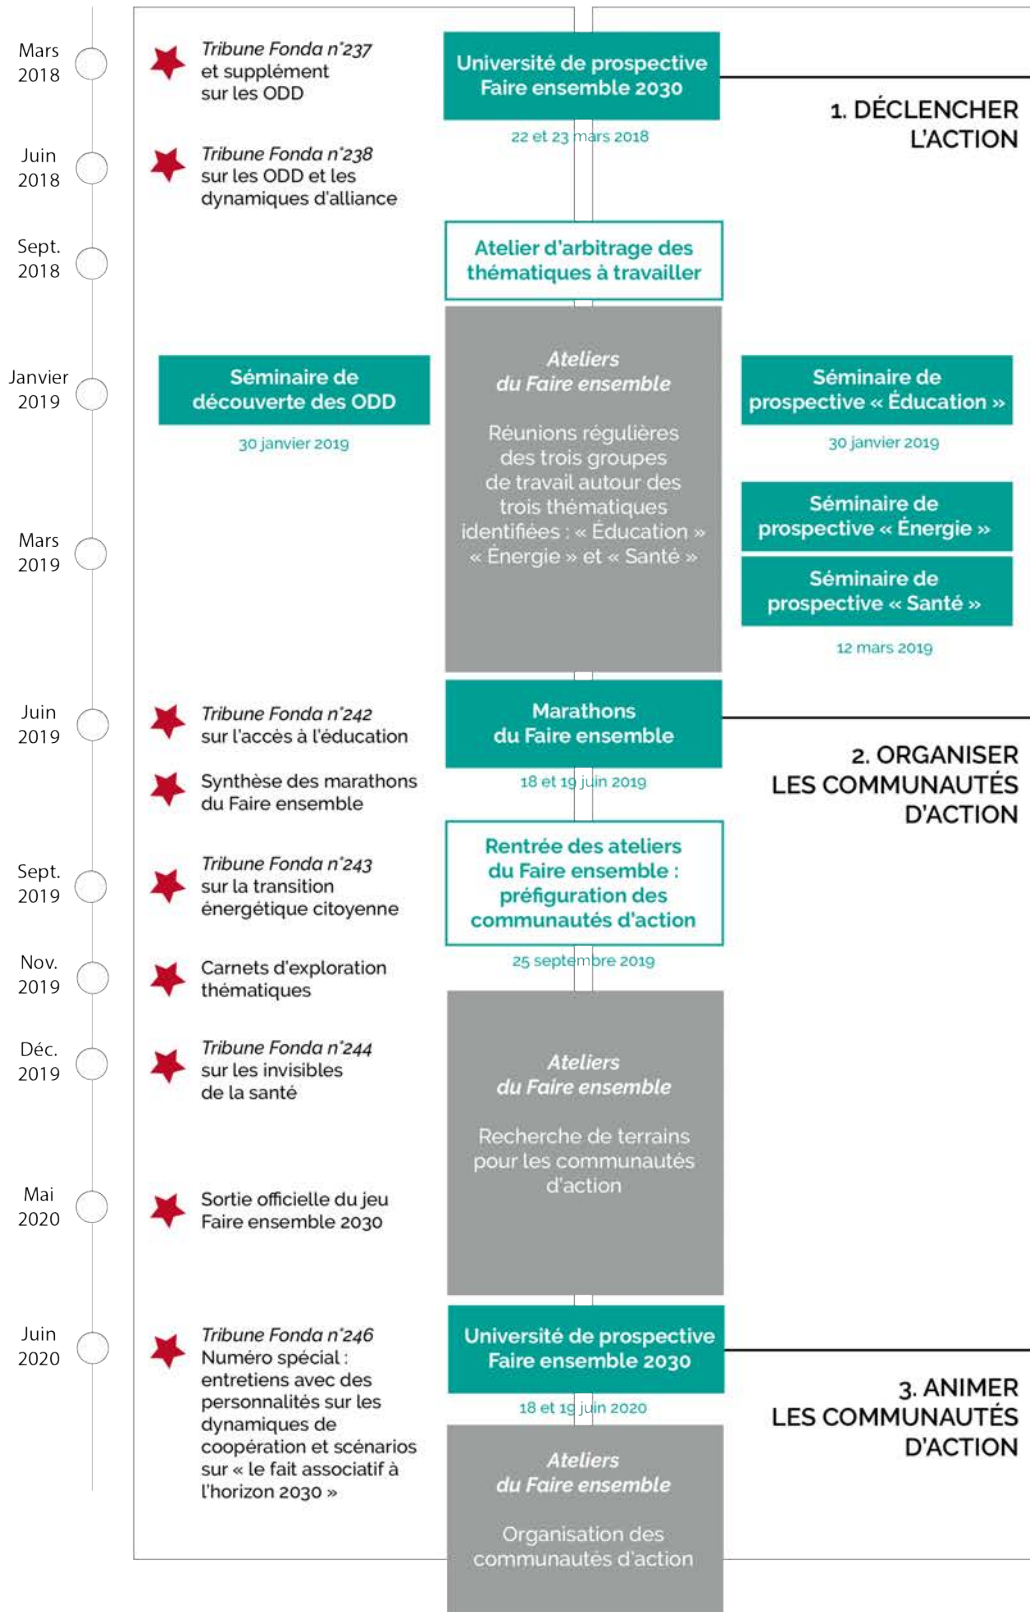 Mars
2018
Tribune Fonda n°237
et supplément
sur les ODD
Université de prospective
Faire ensemble 2030
22 et 23 mars 2018
1. DÉCLENCHER
L'ACTION
Juin
2018
Tribune Fonda n°238
sur les ODD et les
dynamiques d'alliance
Sept.
2018
Atelier d'arbitrage des
thématiques à travailler
Janvier
2019
Séminaire de
découverte des ODD
30 janvier 2019
Ateliers
du Faire ensemble
Réunions régulières
des trois groupes
de travail autour des
trois thématiques
identifiées : « Éducation »
« Énergie » et « Santé »
Séminaire de
prospective « Éducation »
30 janvier 2019
Mars
2019
Séminaire de
prospective « Énergie »
Séminaire de
prospective « Santé »
12 mars 2019
Juin
2019
Tribune Fonda n°242
sur l'accès à l'éducation
Synthèse des marathons
du Faire ensemble
Marathons
du Faire ensemble
18 et 19 juin 2019
2. ORGANISER
LES COMMUNAUTÉS
D'ACTION
Sept.
2019
Tribune Fonda n°243
sur la transition
énergétique citoyenne
Rentrée des ateliers
du Faire ensemble :
préfiguration des
communautés d'action
25 septembre 2019
Nov.
2019
Carnets d'exploration
thématiques
Déc.
2019
Tribune Fonda n°244
sur les invisibles
de la santé
Ateliers
du Faire ensemble
Recherche de terrains
pour les communautés
d'action
Mai
2020
Sortie officielle du jeu
Faire ensemble 2030
Juin
2020
Tribune Fonda n°246
Numéro spécial :
entretiens avec des
personnalités sur les
dynamiques de
coopération et scénarios
sur « le fait associatif à
l'horizon 2030 »
Université de prospective
Faire ensemble 2030
18 et 19 juin 2020
3. ANIMER
LES COMMUNAUTÉS
D'ACTION
Ateliers
du Faire ensemble
Organisation des
communautés d'action